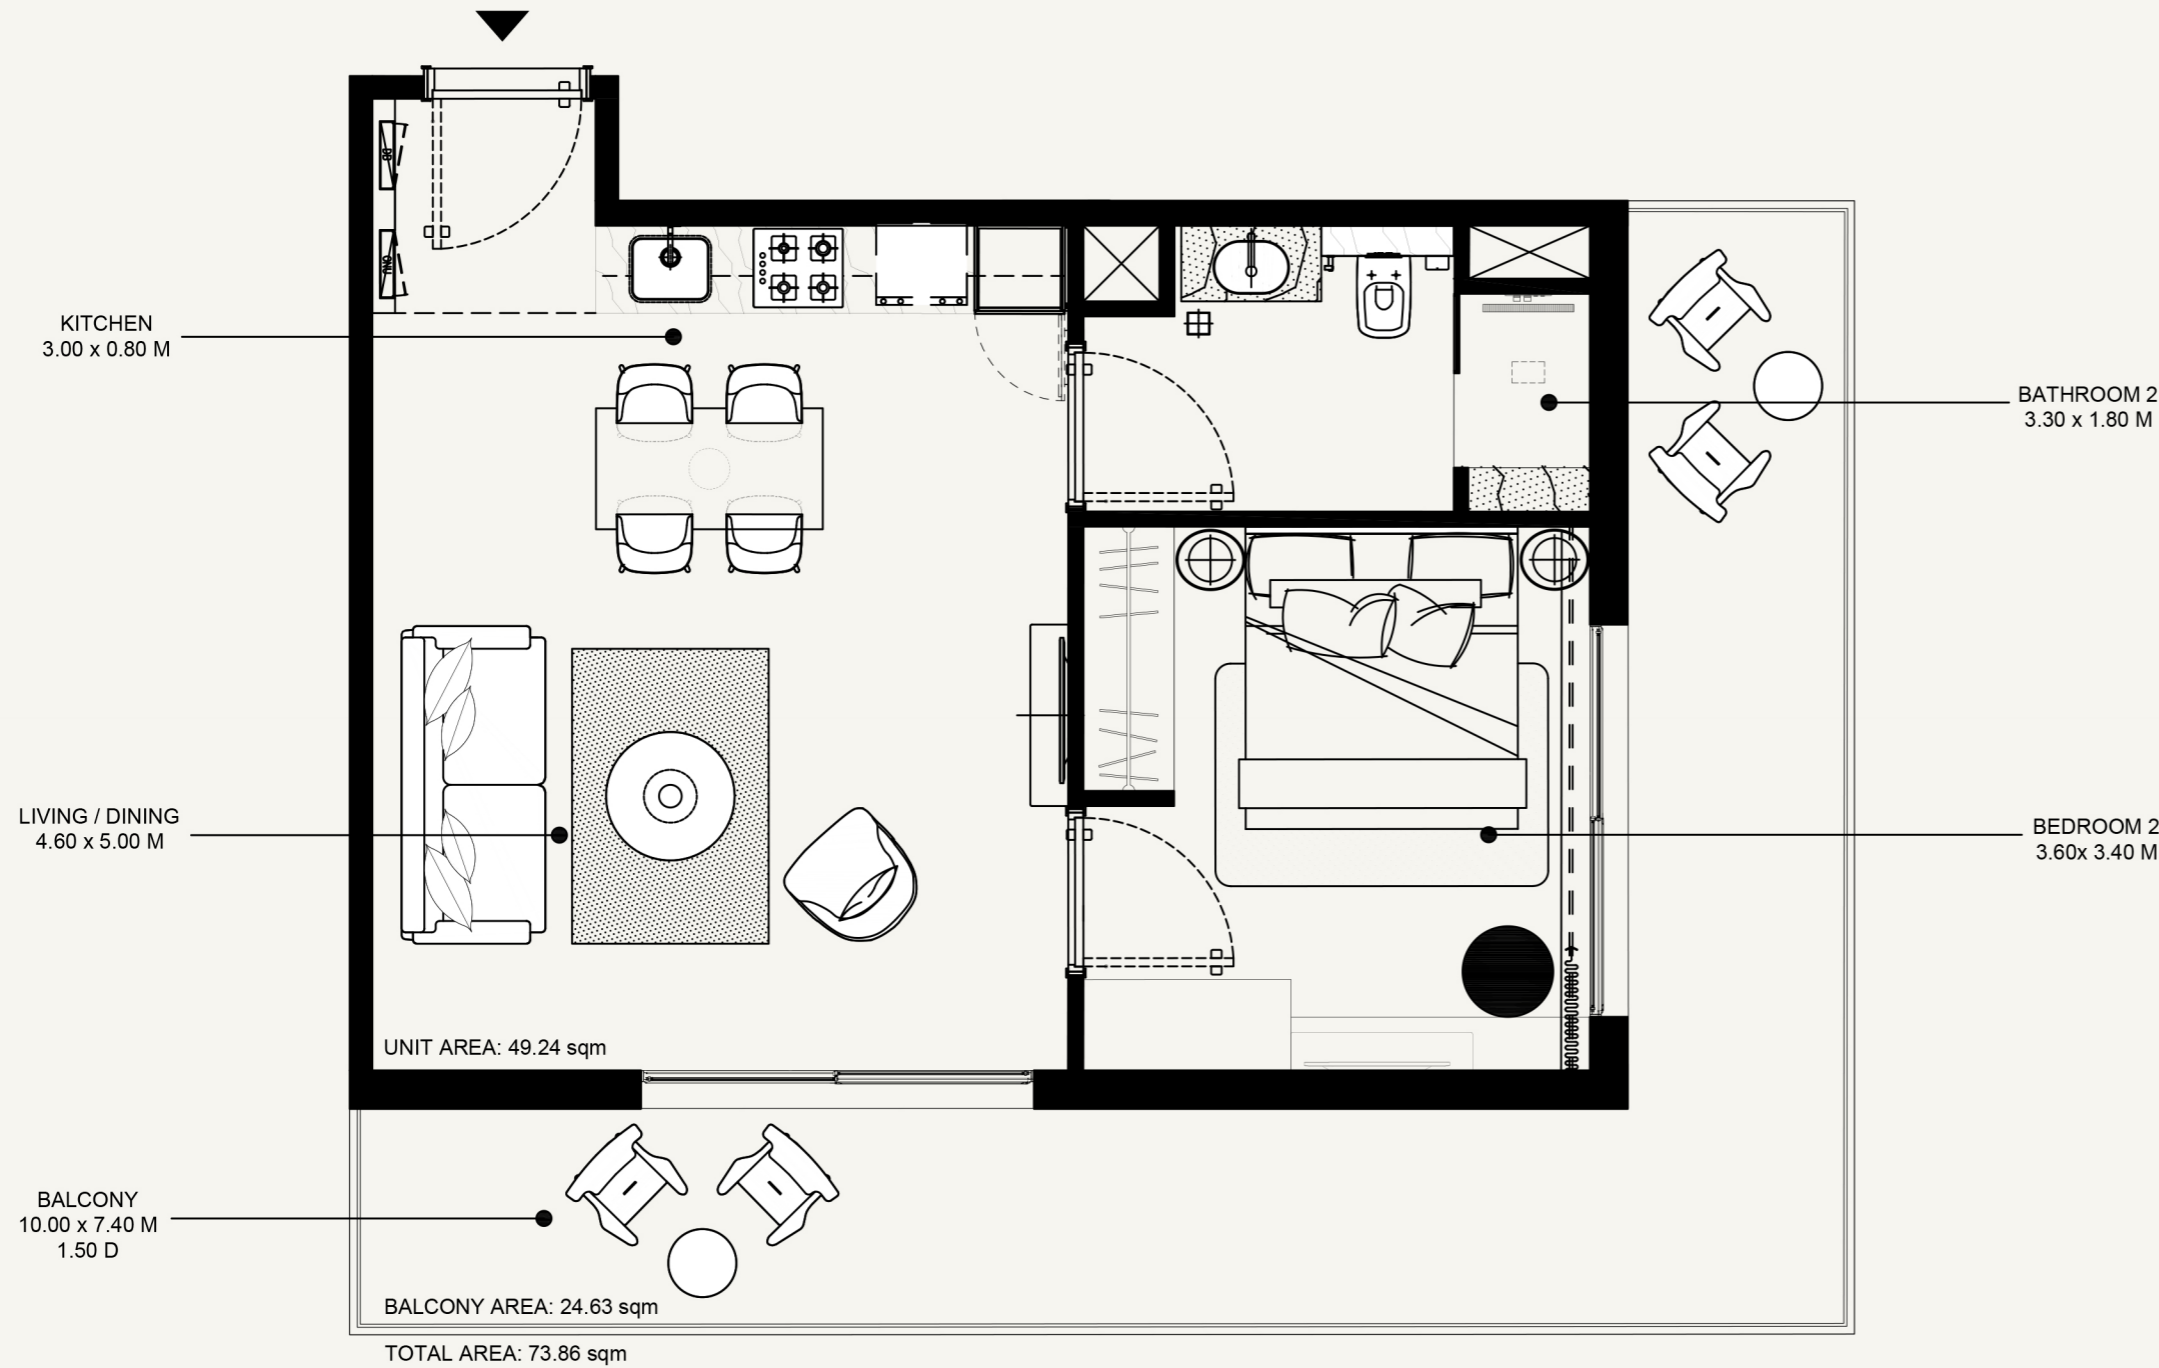 DB
ONU
KITCHEN
3.00 x 0.80 M
BATHROOM 2
3.30 x 1.80 M
LIVING / DINING
4.60 x 5.00 M
BEDROOM 2
3.60x 3.40 M
UNIT AREA: 49.24 sqm
BALCONY
10.00 x 7.40 M
1.50 D
BALCONY AREA: 24.63 sqm
TOTAL AREA: 73.86 sqm